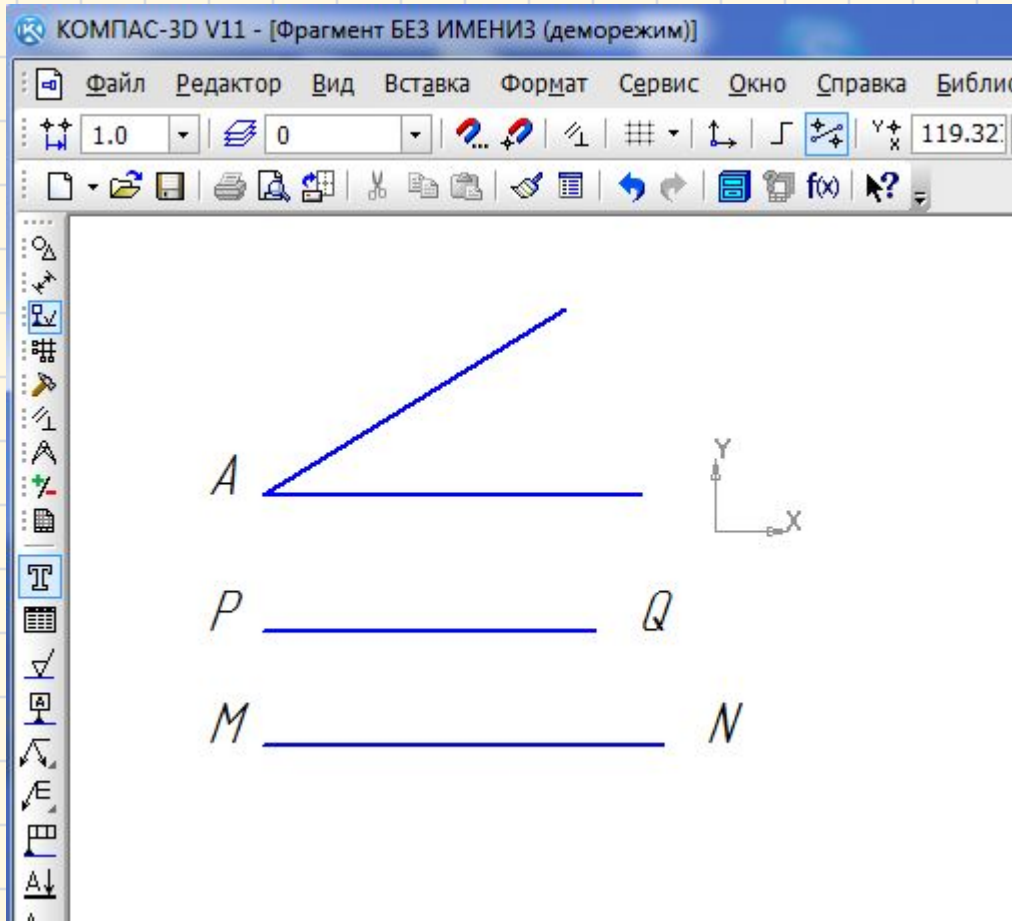 КОМПАС-3D V11 - [Фрагмент БЕЗ ИМЕНИ3 (деморежим)]
Файл Редактор Вид Вставка Формат Сервис Окно Справка
1.0 0 119.32
f(x) ?
Y
A
X
P Q
M N